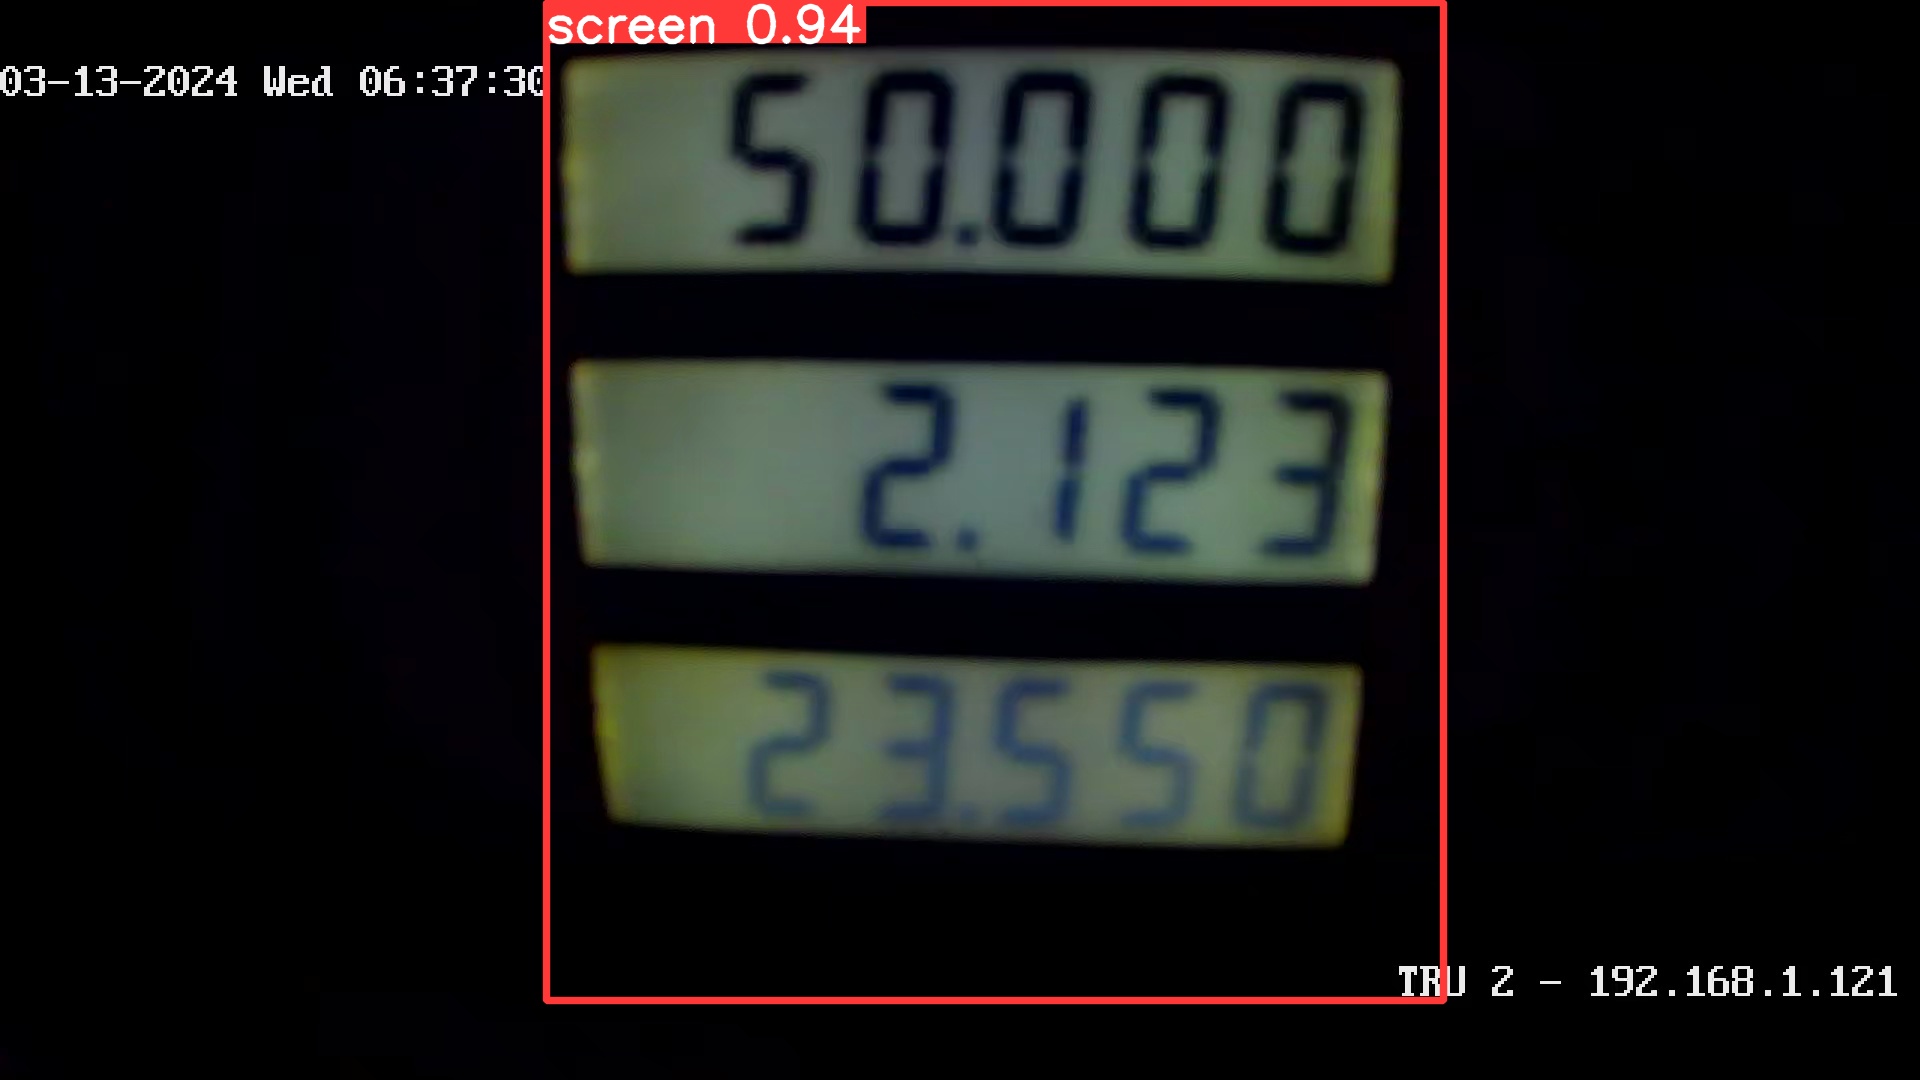 screen 0.94
03-13-2024 Wed 06:37:30
50.000
2.123
23.550
TRU 2 - 192.168.1.121